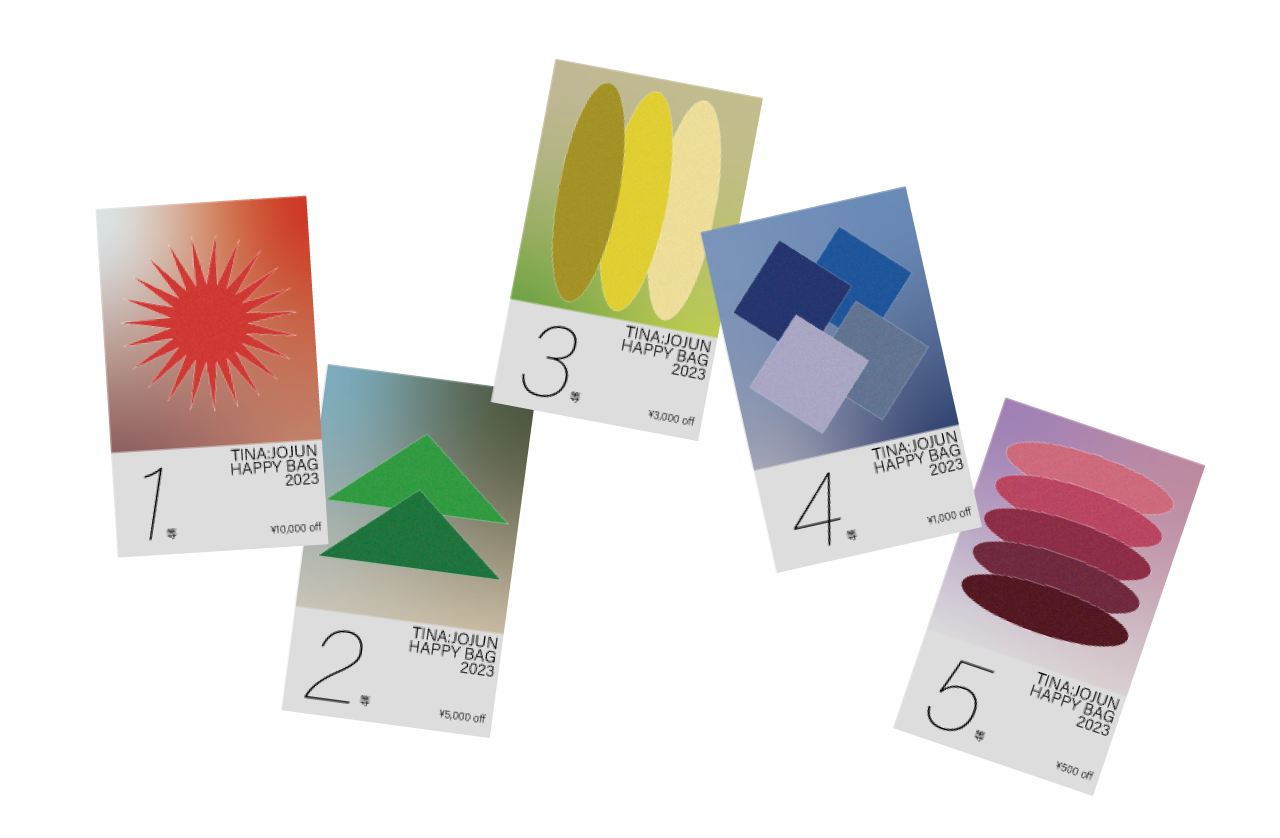 1等
TINA:JOJUN
HAPPY BAG
2023
¥10,000 off
2等
TINA:JOJUN
HAPPY BAG
2023
¥5,000 off
3等
TINA:JOJUN
HAPPY BAG
2023
¥3,000 off
4等
TINA:JOJUN
HAPPY BAG
2023
¥1,000 off
5等
TINA:JOJUN
HAPPY BAG
2023
¥500 off